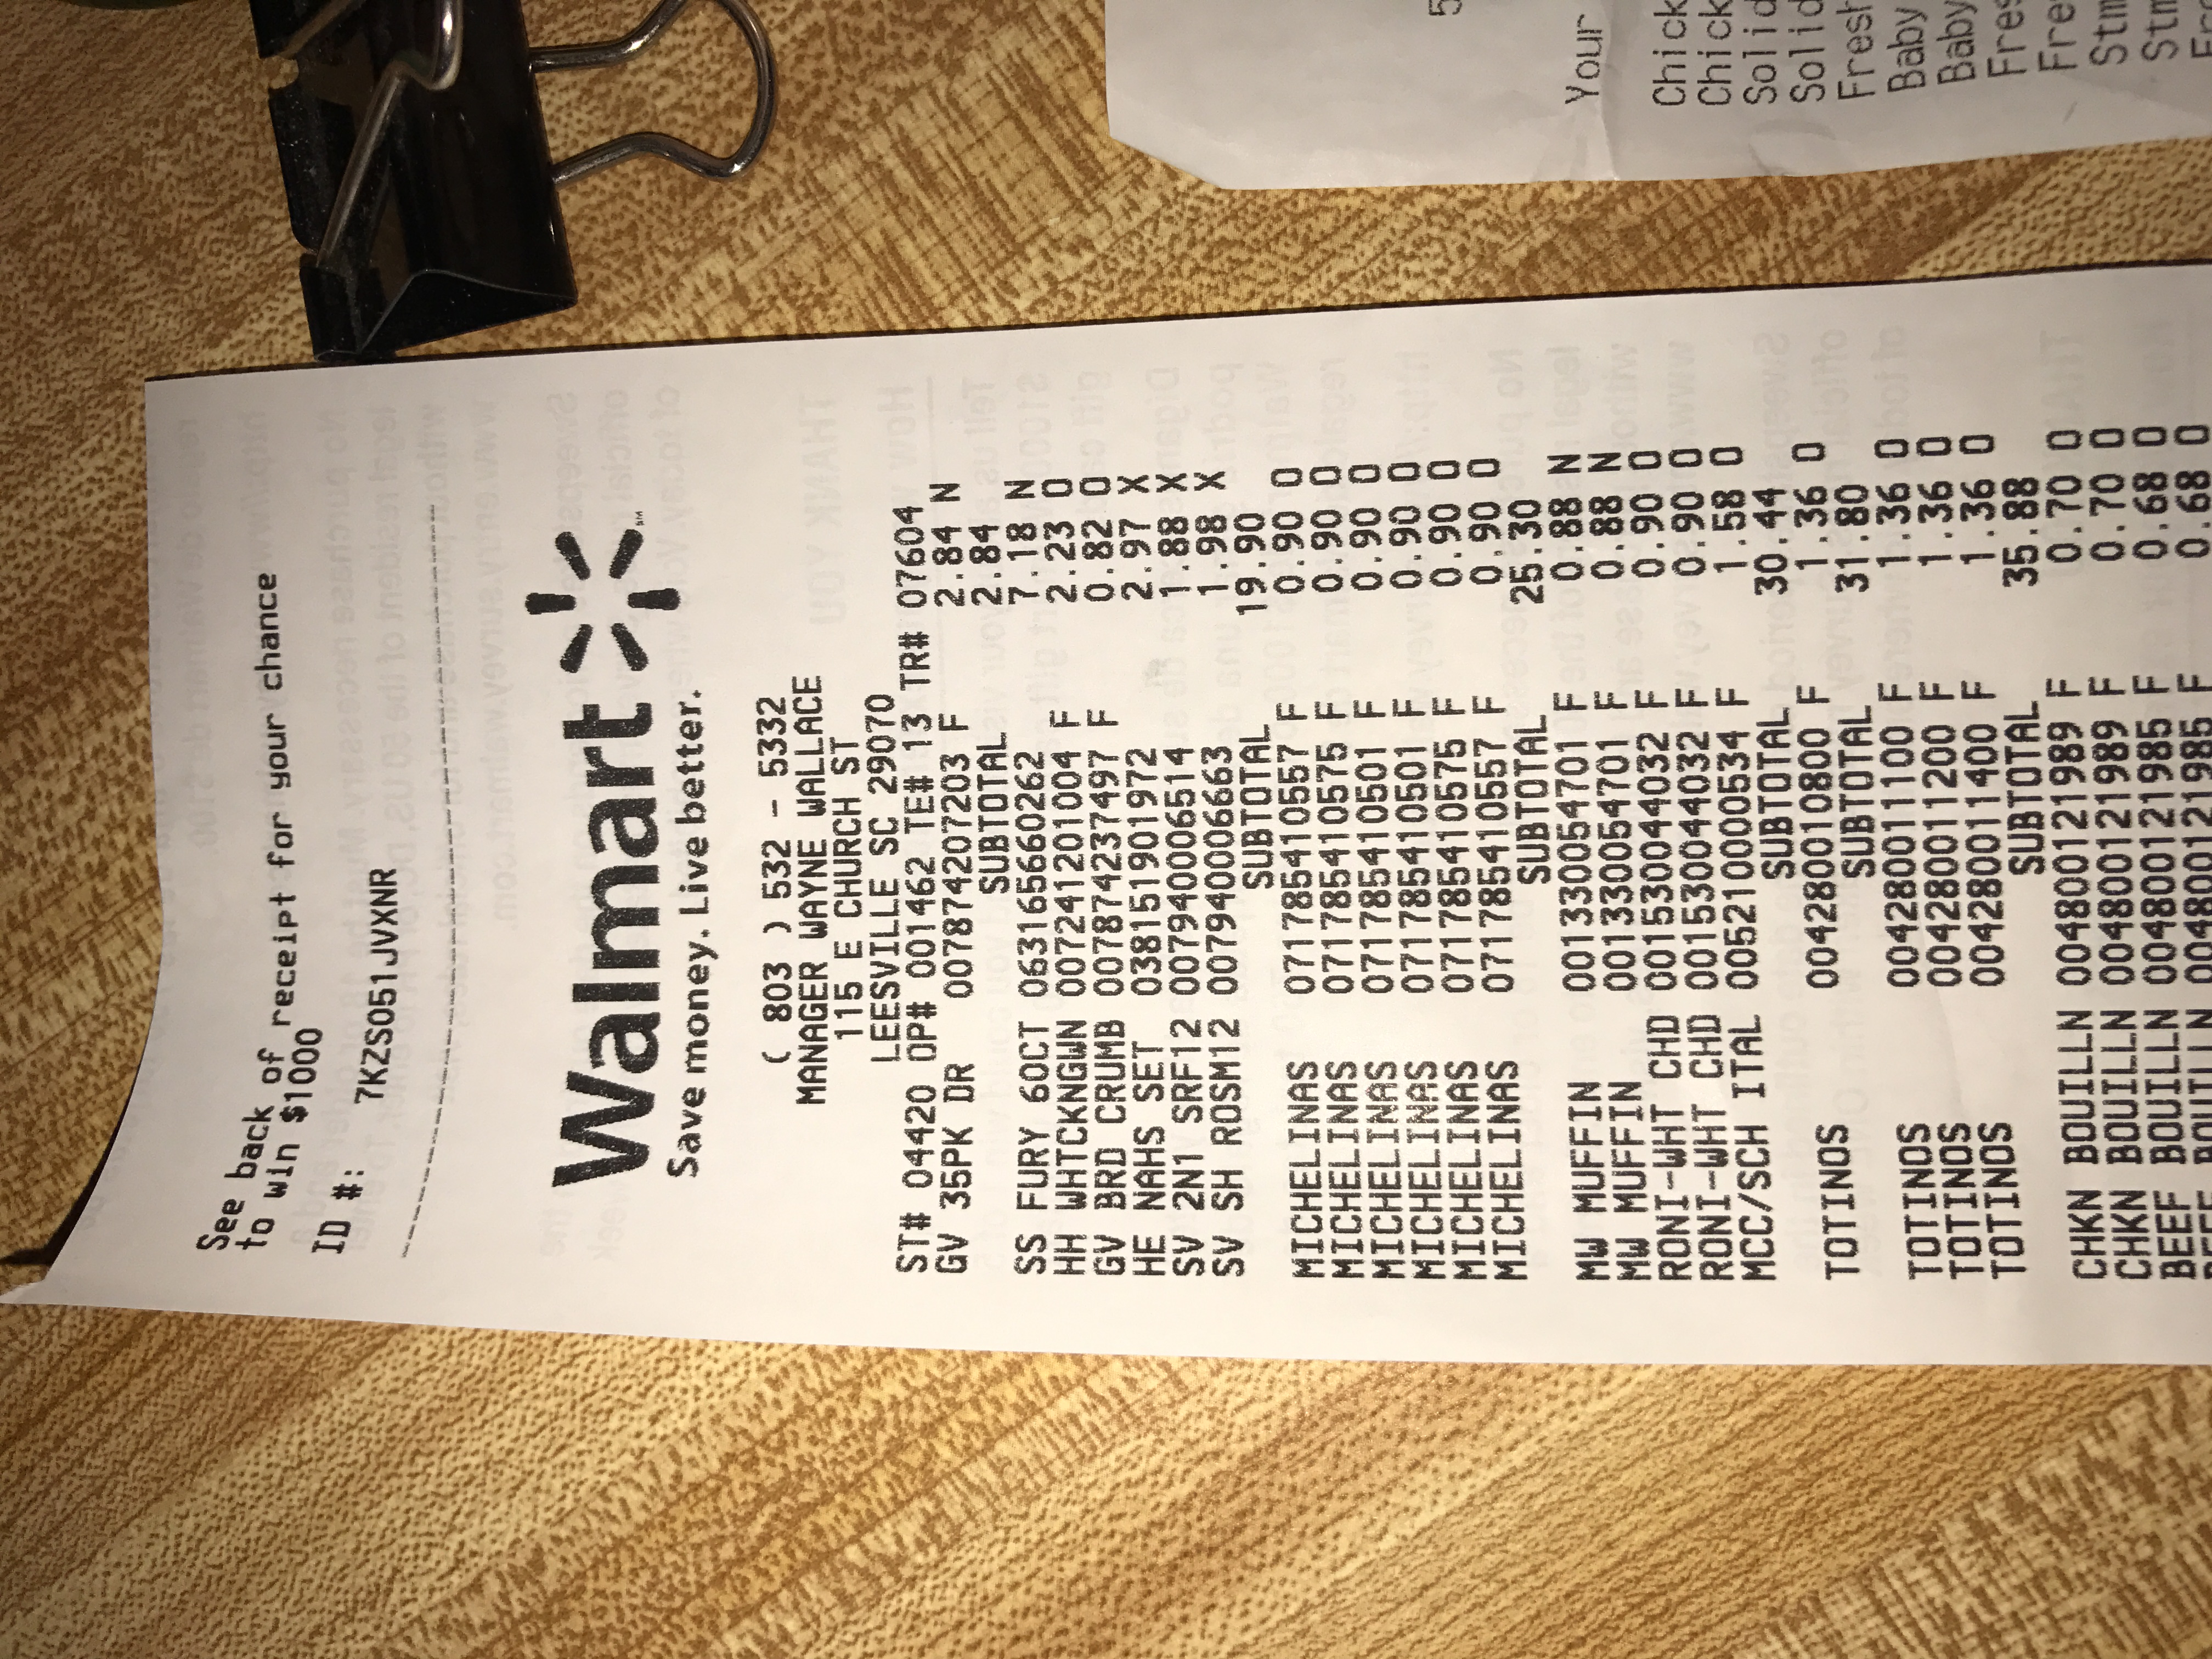 See back of receipt for your chance
to win $1000
ID #: 7KZS051JVXNR
Walmart
Save money. Live better.
( 803 ) 532 - 5332
MANAGER WAYNE WALLACE
115 E CHURCH ST
LEESVILLE SC 29070
ST# 04420 OP# 001462 TE# 13 TR# 07604
GV 35PK DR 007874207203 F 2.84 N
SUBTOTAL 2.84
SS FURY 60CT 063165660262 7.18 N
HH WHTCKNGWN 007241201004 F 2.23 O
GV BRD CRUMB 007874237497 F 0.82 O
HE NAHS SET 038151901972 2.97 X
SV 2N1 SRF12 007940006514 1.88 X
SV SH ROSM12 007940006663 1.98 X
SUBTOTAL 19.90
MICHELINAS 071785410557 F 0.90 O
MICHELINAS 071785410575 F 0.90 O
MICHELINAS 071785410501 F 0.90 O
MICHELINAS 071785410501 F 0.90 O
MICHELINAS 071785410575 F 0.90 O
MICHELINAS 071785410557 F 0.90 O
SUBTOTAL 25.30
MW MUFFIN 001330054701 F 0.88 N
MW MUFFIN 001330054701 F 0.88 N
RONI-WHT CHD 001530044032 F 0.90 O
RONI-WHT CHD 001530044032 F 0.90 O
MCC/SCH ITAL 005210000534 F 1.58 O
SUBTOTAL 30.44
TOTINOS 004280010800 F 1.36 O
SUBTOTAL 31.80
TOTINOS 004280011100 F 1.36 O
TOTINOS 004280011200 F 1.36 O
TOTINOS 004280011400 F 1.36 O
SUBTOTAL 35.88
CHKN BOUILLN 004800121989 F 0.70 O
CHKN BOUILLN 004800121989 F 0.70 O
BEEF BOUILLN 004800121985 F 0.68 O
BEEF BOUILLN 004800121985 F 0.68 O
5
Your
Chick
Chick
Solid
Solid
Fresh
Baby
Baby
Fres
Fre
Stm
Stm